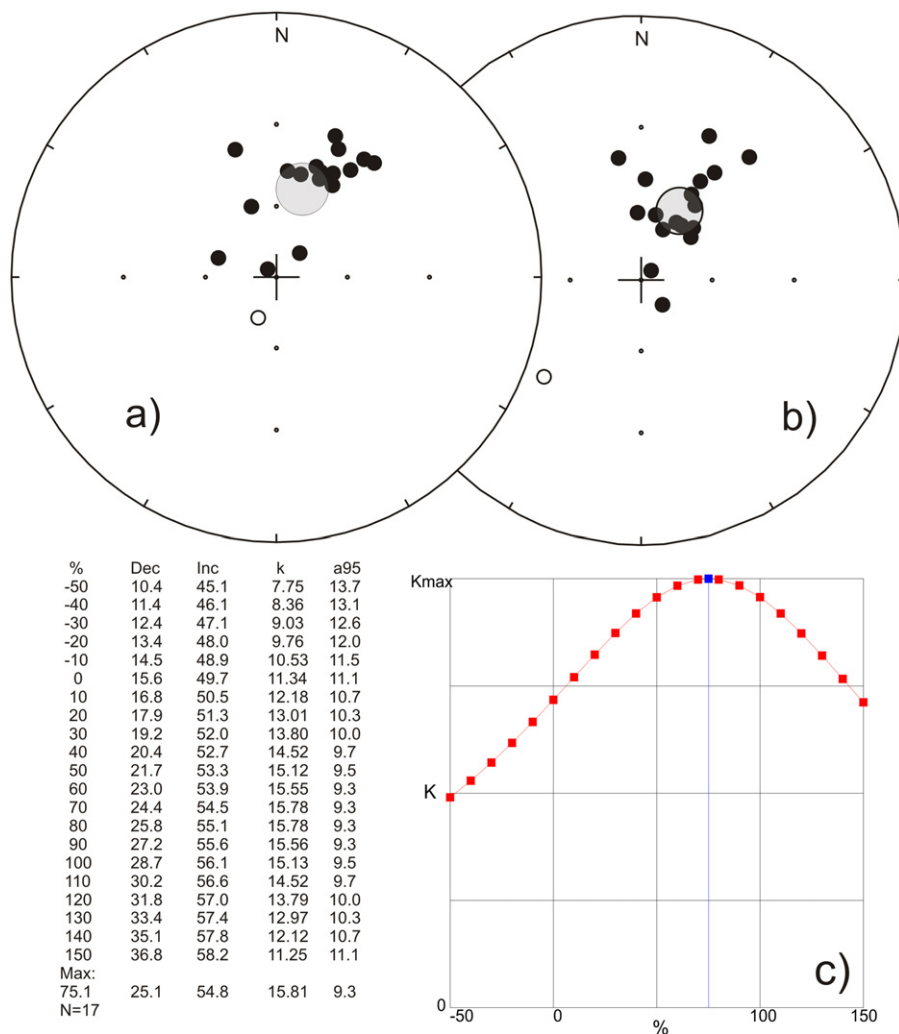 N
N
a)
b)
% Dec Inc k a95
-50 10.4 45.1 7.75 13.7
-40 11.4 46.1 8.36 13.1
-30 12.4 47.1 9.03 12.6
-20 13.4 48.0 9.76 12.0
-10 14.5 48.9 10.53 11.5
0 15.6 49.7 11.34 11.1
10 16.8 50.5 12.18 10.7
20 17.9 51.3 13.01 10.3
30 19.2 52.0 13.80 10.0
40 20.4 52.7 14.52 9.7
50 21.7 53.3 15.12 9.5
60 23.0 53.9 15.55 9.3
70 24.4 54.5 15.78 9.3
80 25.8 55.1 15.78 9.3
90 27.2 55.6 15.56 9.3
100 28.7 56.1 15.13 9.5
110 30.2 56.6 14.52 9.7
120 31.8 57.0 13.79 10.0
130 33.4 57.4 12.97 10.3
140 35.1 57.8 12.12 10.7
150 36.8 58.2 11.25 11.1
Max:
75.1 25.1 54.8 15.81 9.3
N=17
Kmax
K
0
c)
-50 0 % 100 150